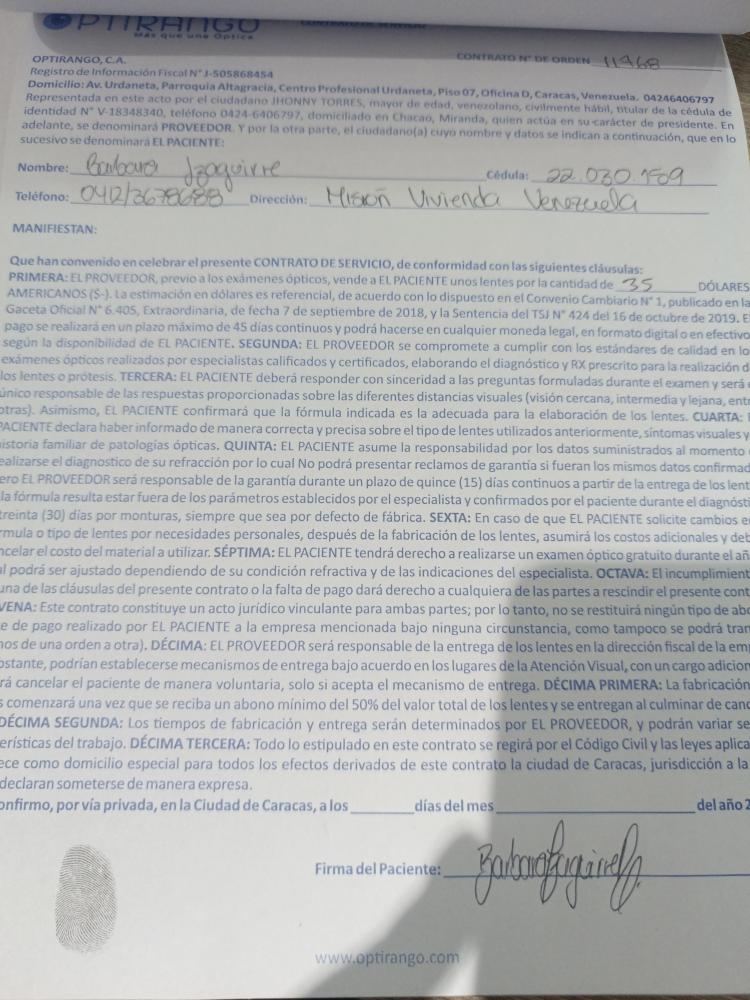 OPTIRANGO
Más que una Óptica
CONTRATO DE SERVICIO
CONTRATO N° DE ORDEN 11968
OPTIRANGO, C.A.
Registro de Información Fiscal N° J-505868454
Domicilio: Av. Urdaneta, Parroquia Altagracia, Centro Profesional Urdaneta, Piso 07, Oficina D, Caracas, Venezuela. 04246406797
Representada en este acto por el ciudadano JHONNY TORRES, mayor de edad, venezolano, civilmente hábil, titular de la cédula de
identidad N° V-18348340, teléfono 0424-6406797, domiciliado en Chacao, Miranda, quien actúa en su carácter de presidente. En
adelante, se denominará PROVEEDOR. Y por la otra parte, el ciudadano(a) cuyo nombre y datos se indican a continuación, que en lo
sucesivo se denominará EL PACIENTE:
Nombre: Barbara Izaguirre Cédula: 22.030.189
Teléfono: 0412/3678688 Dirección: Misión Vivienda Venezuela
MANIFIESTAN:
Que han convenido en celebrar el presente CONTRATO DE SERVICIO, de conformidad con las siguientes cláusulas:
PRIMERA: EL PROVEEDOR, previo a los exámenes ópticos, vende a EL PACIENTE unos lentes por la cantidad de 35 DÓLARES
AMERICANOS (S-). La estimación en dólares es referencial, de acuerdo con lo dispuesto en el Convenio Cambiario N° 1, publicado en la
Gaceta Oficial N° 6.405, Extraordinaria, de fecha 7 de septiembre de 2018, y la Sentencia del TSJ N° 424 del 16 de octubre de 2019. E
pago se realizará en un plazo máximo de 45 días continuos y podrá hacerse en cualquier moneda legal, en formato digital o en efectivo
según la disponibilidad de EL PACIENTE. SEGUNDA: EL PROVEEDOR se compromete a cumplir con los estándares de calidad en lo
exámenes ópticos realizados por especialistas calificados y certificados, elaborando el diagnóstico y RX prescrito para la realización d
los lentes o prótesis. TERCERA: EL PACIENTE deberá responder con sinceridad a las preguntas formuladas durante el examen y será
único responsable de las respuestas proporcionadas sobre las diferentes distancias visuales (visión cercana, intermedia y lejana, entr
otras). Asimismo, EL PACIENTE confirmará que la fórmula indicada es la adecuada para la elaboración de los lentes. CUARTA:
PACIENTE declara haber informado de manera correcta y precisa sobre el tipo de lentes utilizados anteriormente, síntomas visuales y
istoria familiar de patologías ópticas. QUINTA: EL PACIENTE asume la responsabilidad por los datos suministrados al momento
ealizarse el diagnostico de su refracción por lo cual No podrá presentar reclamos de garantía si fueran los mismos datos confirmad
ero EL PROVEEDOR será responsable de la garantía durante un plazo de quince (15) días continuos a partir de la entrega de los lent
la fórmula resulta estar fuera de los parámetros establecidos por el especialista y confirmados por el paciente durante el diagnósti
treinta (30) días por monturas, siempre que sea por defecto de fábrica. SEXTA: En caso de que EL PACIENTE solicite cambios e
rmula o tipo de lentes por necesidades personales, después de la fabricación de los lentes, asumirá los costos adicionales y deb
ncelar el costo del material a utilizar. SÉPTIMA: EL PACIENTE tendrá derecho a realizarse un examen óptico gratuito durante el añ
al podrá ser ajustado dependiendo de su condición refractiva y de las indicaciones del especialista. OCTAVA: El incumplimient
una de las cláusulas del presente contrato o la falta de pago dará derecho a cualquiera de las partes a rescindir el presente cont
VENA: Este contrato constituye un acto jurídico vinculante para ambas partes; por lo tanto, no se restituirá ningún tipo de abo
e de pago realizado por EL PACIENTE a la empresa mencionada bajo ninguna circunstancia, como tampoco se podrá tran
nos de una orden a otra). DÉCIMA: EL PROVEEDOR será responsable de la entrega de los lentes en la dirección fiscal de la em
ostante, podrían establecerse mecanismos de entrega bajo acuerdo en los lugares de la Atención Visual, con un cargo adicion
rá cancelar el paciente de manera voluntaria, solo si acepta el mecanismo de entrega. DÉCIMA PRIMERA: La fabricación
s comenzará una vez que se reciba un abono mínimo del 50% del valor total de los lentes y se entregan al culminar de canc
DÉCIMA SEGUNDA: Los tiempos de fabricación y entrega serán determinados por EL PROVEEDOR, y podrán variar se
erísticas del trabajo. DÉCIMA TERCERA: Todo lo estipulado en este contrato se regirá por el Código Civil y las leyes aplica
ece como domicilio especial para todos los efectos derivados de este contrato la ciudad de Caracas, jurisdicción a la
declaran someterse de manera expresa.
onfirmo, por vía privada, en la Ciudad de Caracas, a los ________ días del mes ________ del año 2
Firma del Paciente: Barbara Izaguirre
www.optirango.com